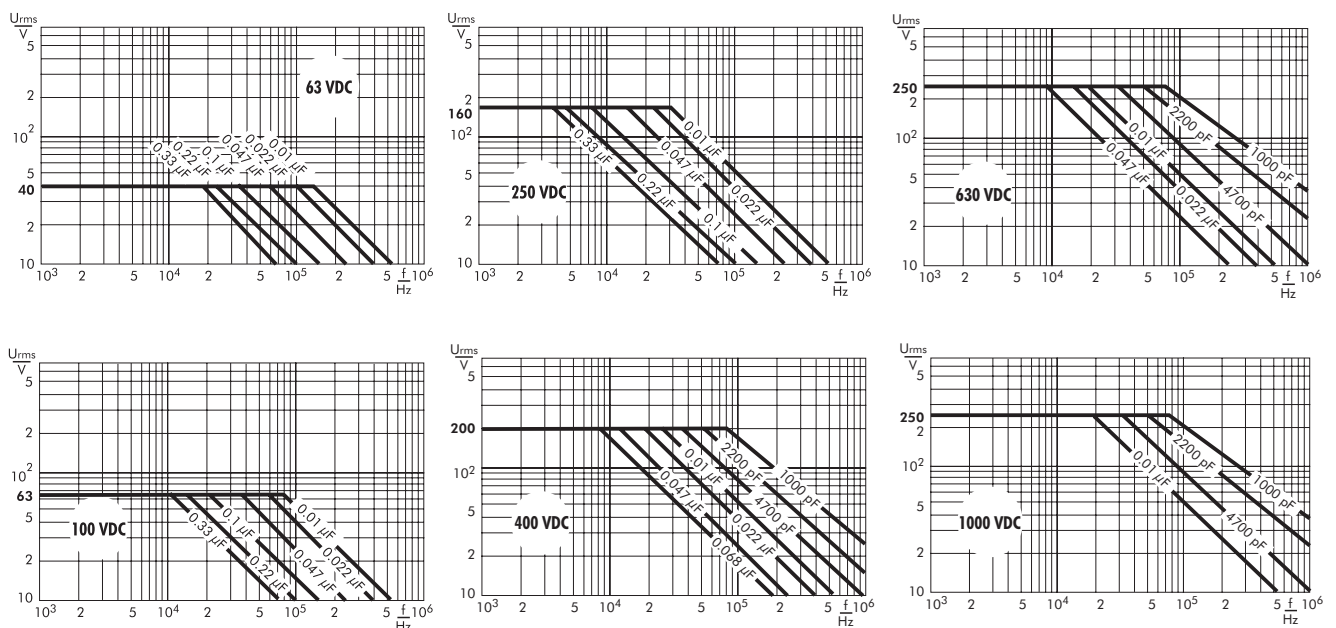 Urms
V
5
2
10²
5
40
2
10
63 VDC
0.33 µF
0.22 µF
0.1 µF
0.047 µF
0.022 µF
0.01 µF
10³ 2 5 10⁴ 2 5 10⁵ 2 5 f 10⁶
Hz
Urms
V
5
2
160
10²
5
2
10
250 VDC
0.33 µF
0.22 µF
0.1 µF
0.047 µF
0.022 µF
0.01 µF
10³ 2 5 10⁴ 2 5 10⁵ 2 5 f 10⁶
Hz
Urms
V
5
250
2
10²
5
2
10
630 VDC
0.047 µF
0.022 µF
0.01 µF
4700 pF
2200 pF
1000 pF
10³ 2 5 10⁴ 2 5 10⁵ 2 5 f 10⁶
Hz
Urms
V
5
2
10²
63
5
2
10
100 VDC
0.33 µF
0.22 µF
0.1 µF
0.047 µF
0.022 µF
0.01 µF
10³ 2 5 10⁴ 2 5 10⁵ 2 5 f 10⁶
Hz
Urms
V
5
200
10²
5
2
10
400 VDC
0.068 µF
0.047 µF
0.022 µF
0.01 µF
4700 pF
2200 pF
1000 pF
10³ 2 5 10⁴ 2 5 10⁵ 2 5 f 10⁶
Hz
Urms
V
5
250
2
10²
5
2
10
1000 VDC
0.01 µF
4700 pF
2200 pF
1000 pF
10³ 2 5 10⁴ 2 5 10⁵ 2 5 f 10⁶
Hz